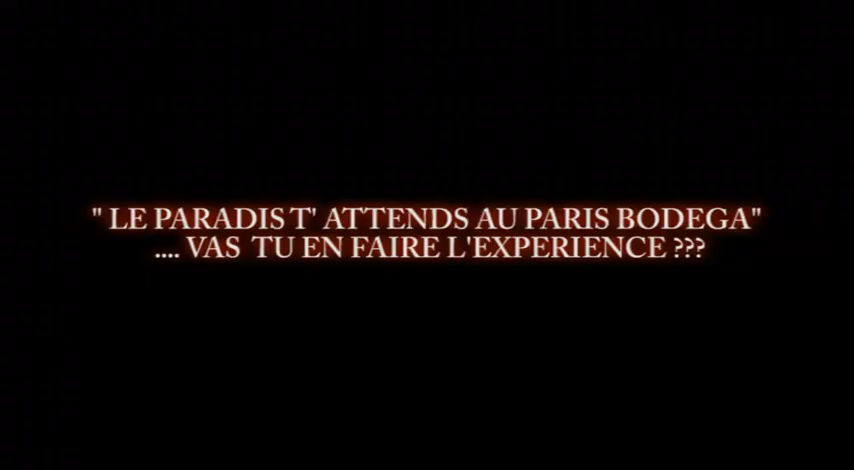 " LE PARADIS T' ATTENDS AU PARIS BODEGA"
.... VAS TU EN FAIRE L'EXPERIENCE ???